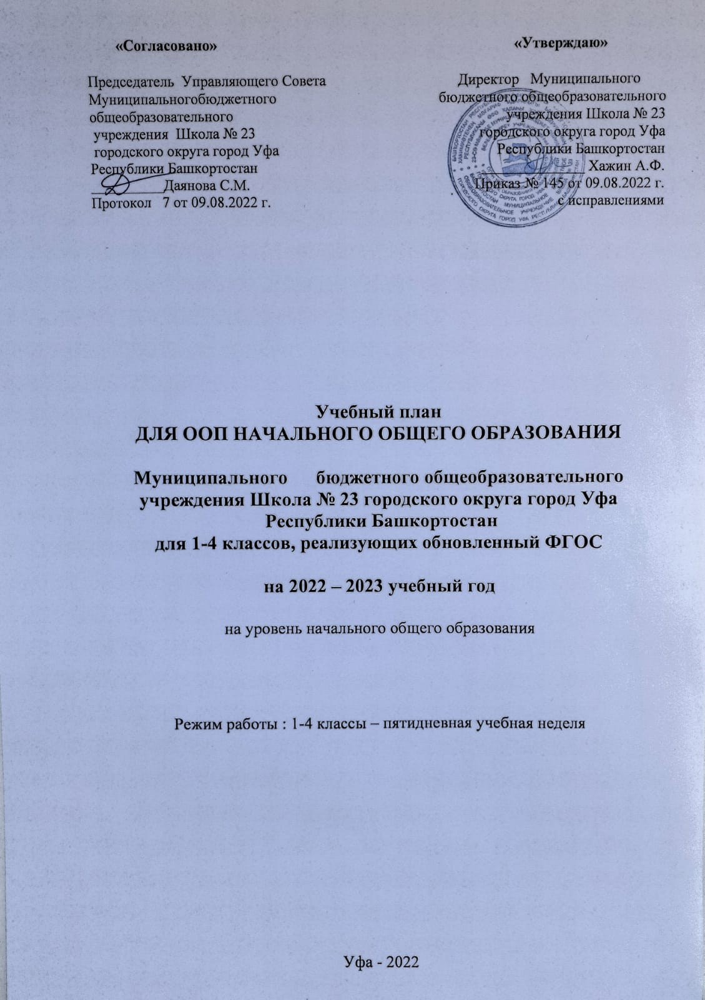 «Согласовано»
Председатель Управляющего Совета
Муниципальногобюджетного
общеобразовательного
учреждения Школа № 23
городского округа город Уфа
Республики Башкортостан
Даянова С.М.
Протокол 7 от 09.08.2022 г.
«Утверждаю»
Директор Муниципального
бюджетного общеобразовательного
учреждения Школа № 23
городского округа город Уфа
Республики Башкортостан
Хажин А.Ф.
Приказ № 145 от 09.08.2022 г.
с исправлениями
Учебный план
ДЛЯ ООП НАЧАЛЬНОГО ОБЩЕГО ОБРАЗОВАНИЯ
Муниципального бюджетного общеобразовательного
учреждения Школа № 23 городского округа город Уфа
Республики Башкортостан
для 1-4 классов, реализующих обновленный ФГОС
на 2022 – 2023 учебный год
на уровень начального общего образования
Режим работы : 1-4 классы – пятидневная учебная неделя
Уфа - 2022